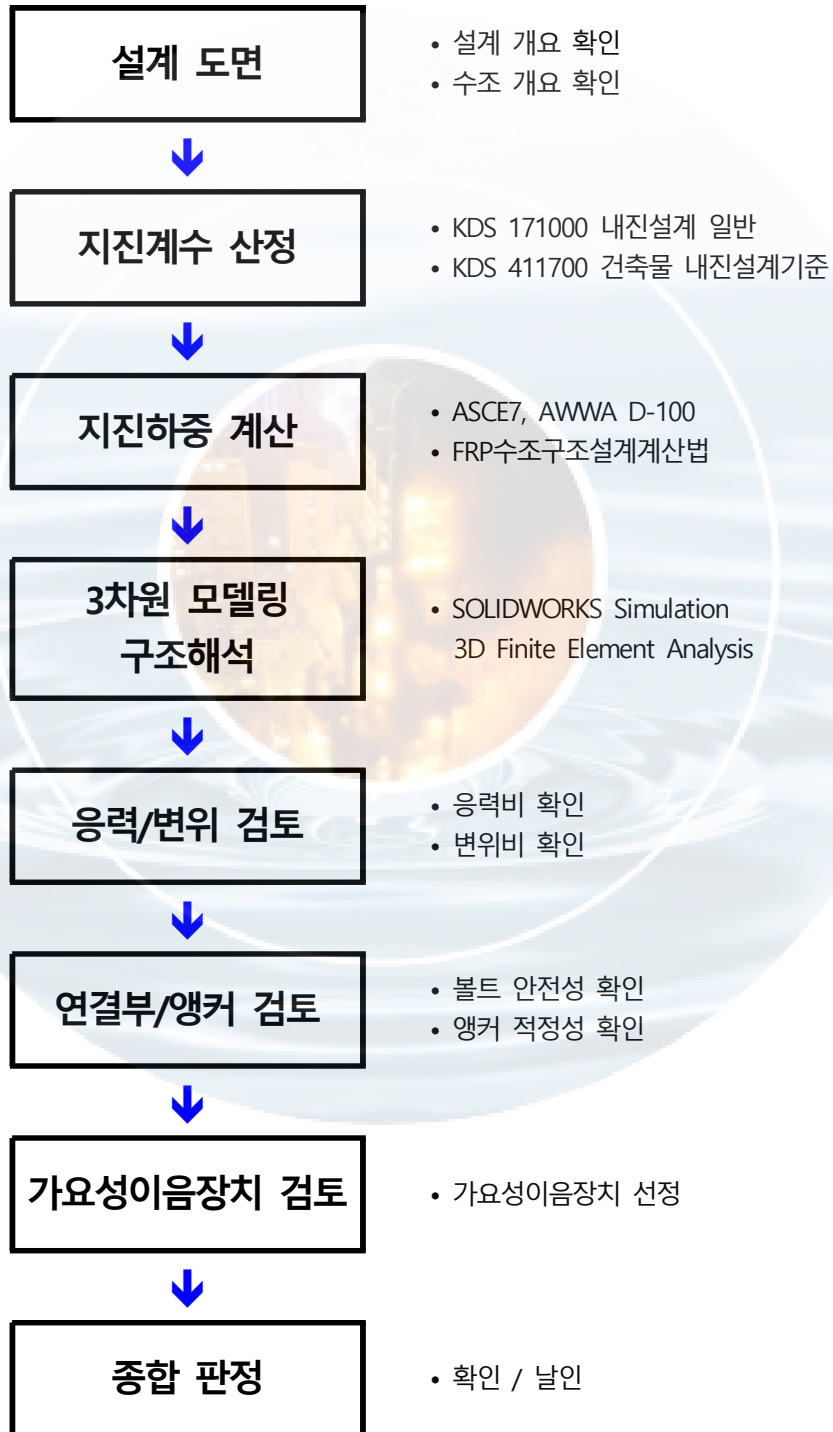 설계 도면
• 설계 개요 확인
• 수조 개요 확인
지진계수 산정
• KDS 171000 내진설계 일반
• KDS 411700 건축물 내진설계기준
지진하중 계산
• ASCE7, AWWA D-100
• FRP수조구조설계계산법
3차원 모델링
구조해석
• SOLIDWORKS Simulation
3D Finite Element Analysis
응력/변위 검토
• 응력비 확인
• 변위비 확인
연결부/앵커 검토
• 볼트 안전성 확인
• 앵커 적정성 확인
가요성이음장치 검토
• 가요성이음장치 선정
종합 판정
• 확인 / 날인